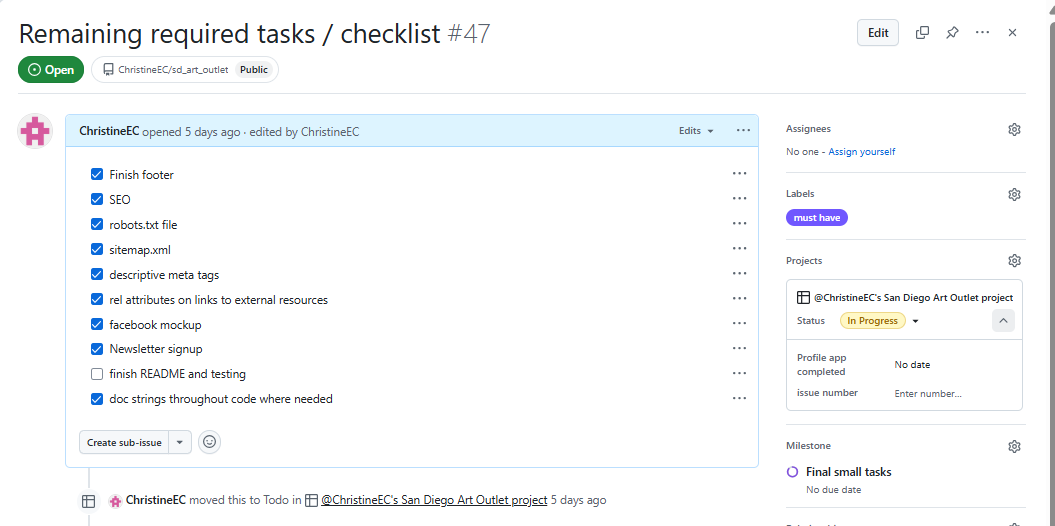 Remaining required tasks / checklist #47
Edit
Open
ChristineEC/sd_art_outlet Public
ChristineEC opened 5 days ago · edited by ChristineEC
Edits
Finish footer
SEO
robots.txt file
sitemap.xml
descriptive meta tags
rel attributes on links to external resources
facebook mockup
Newsletter signup
finish README and testing
doc strings throughout code where needed
Create sub-issue
ChristineEC moved this to Todo in @ChristineEC's San Diego Art Outlet project 5 days ago
Assignees
No one - Assign yourself
Labels
must have
Projects
@ChristineEC's San Diego Art Outlet project
Status In Progress
Profile app
completed
No date
issue number Enter number...
Milestone
Final small tasks
No due date